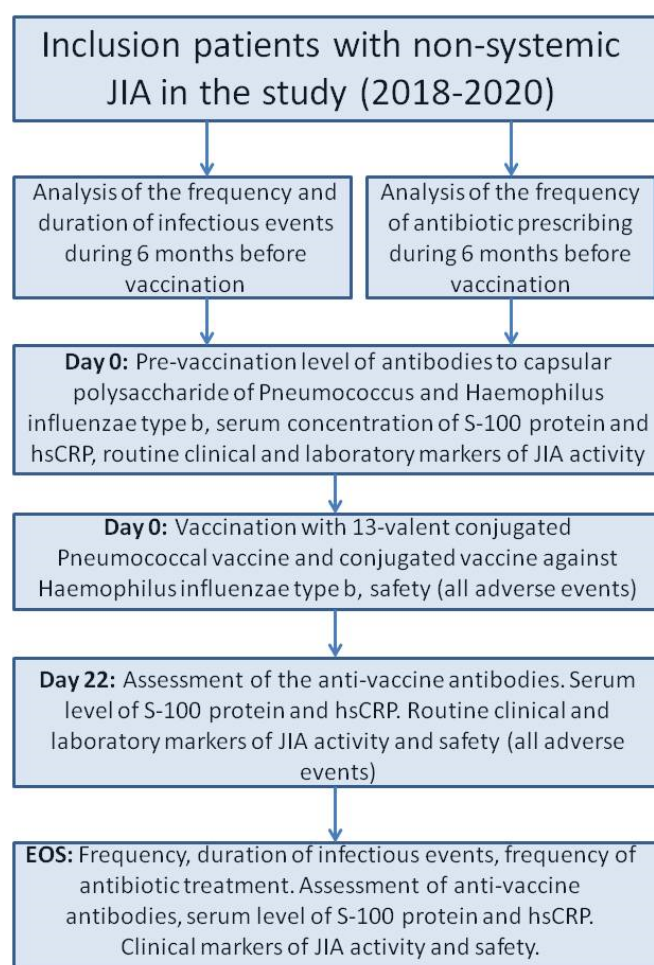 Inclusion patients with non-systemic
JIA in the study (2018-2020)
Analysis of the frequency and
duration of infectious events
during 6 months before
vaccination
Analysis of the frequency
of antibiotic prescribing
during 6 months before
vaccination
Day 0: Pre-vaccination level of antibodies to capsular
polysaccharide of Pneumococcus and Haemophilus
influenzae type b, serum concentration of S-100 protein and
hsCRP, routine clinical and laboratory markers of JIA activity
Day 0: Vaccination with 13-valent conjugated
Pneumococcal vaccine and conjugated vaccine against
Haemophilus influenzae type b, safety (all adverse events)
Day 22: Assessment of the anti-vaccine antibodies. Serum
level of S-100 protein and hsCRP. Routine clinical and
laboratory markers of JIA activity and safety (all adverse
events)
EOS: Frequency, duration of infectious events, frequency of
antibiotic treatment. Assessment of anti-vaccine
antibodies, serum level of S-100 protein and hsCRP.
Clinical markers of JIA activity and safety.